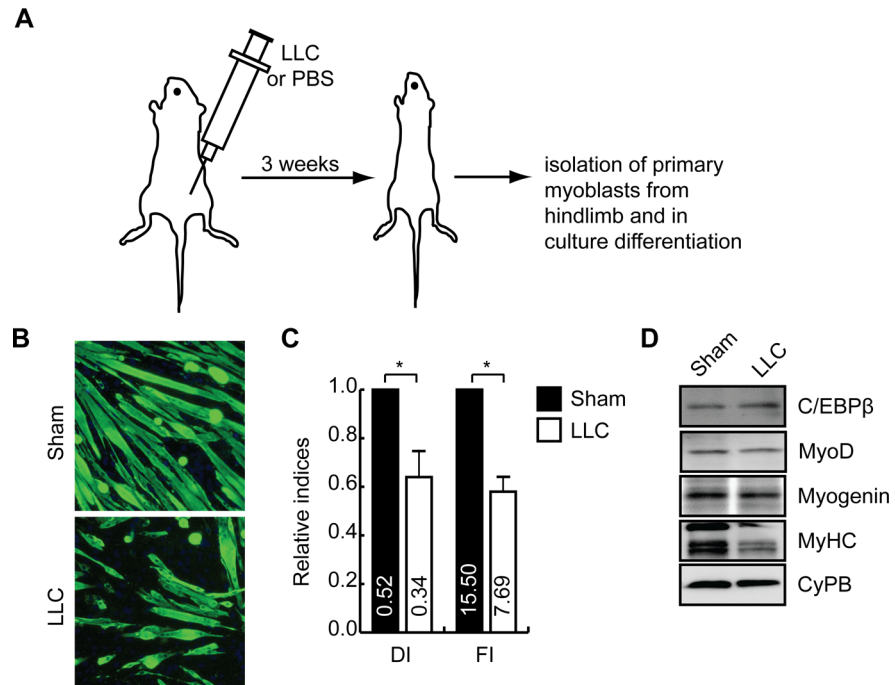 A
LLC
or PBS
3 weeks
isolation of primary
myoblasts from
hindlimb and in
culture differentiation
B
Sham
LLC
C
Relative indices
1.0
0.8
0.6
0.4
0.2
0.0
*
*
0.52
0.34
15.50
7.69
DI
FI
Sham
LLC
D
Sham
LLC
C/EBPβ
MyoD
Myogenin
MyHC
CyPB